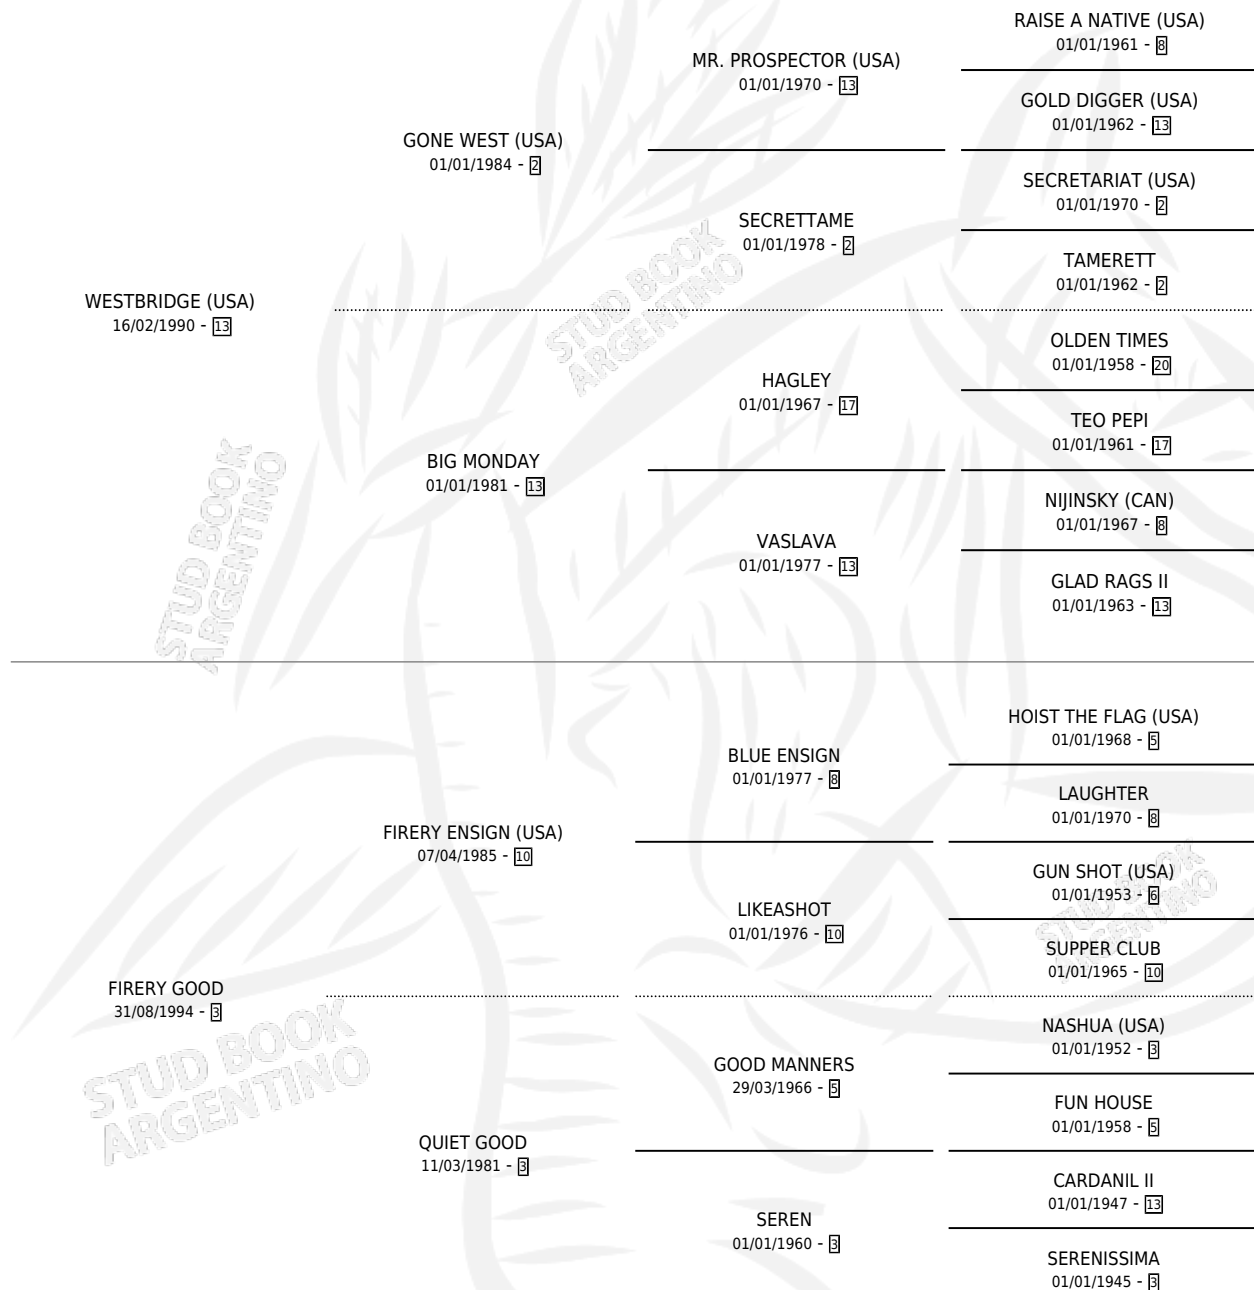 RAISE A NATIVE (USA)
01/01/1961 - 8
MR. PROSPECTOR (USA)
01/01/1970 - 13
GOLD DIGGER (USA)
01/01/1962 - 13
GONE WEST (USA)
01/01/1984 - 2
SECRETARIAT (USA)
01/01/1970 - 2
SECRETTAME
01/01/1978 - 2
TAMERETT
01/01/1962 - 2
WESTBRIDGE (USA)
16/02/1990 - 13
OLDEN TIMES
01/01/1958 - 20
HAGLEY
01/01/1967 - 17
TEO PEPI
01/01/1961 - 17
BIG MONDAY
01/01/1981 - 13
NIJINSKY (CAN)
01/01/1967 - 8
VASLAVA
01/01/1977 - 13
GLAD RAGS II
01/01/1963 - 13
STUD BOOK
ARGENTINO
STUD BOOK
ARGENTINO
HOIST THE FLAG (USA)
01/01/1968 - 5
BLUE ENSIGN
01/01/1977 - 8
LAUGHTER
01/01/1970 - 8
FIRERY ENSIGN (USA)
07/04/1985 - 10
GUN SHOT (USA)
01/01/1953 - 6
LIKEASHOT
01/01/1976 - 10
SUPPER CLUB
01/01/1965 - 10
FIRERY GOOD
31/08/1994 - 3
NASHUA (USA)
01/01/1952 - 3
GOOD MANNERS
29/03/1966 - 5
FUN HOUSE
01/01/1958 - 5
QUIET GOOD
11/03/1981 - 3
CARDANIL II
01/01/1947 - 13
SEREN
01/01/1960 - 3
SERENISSIMA
01/01/1945 - 3
STUD BOOK
ARGENTINO
STUD BOOK
ARGENTINO